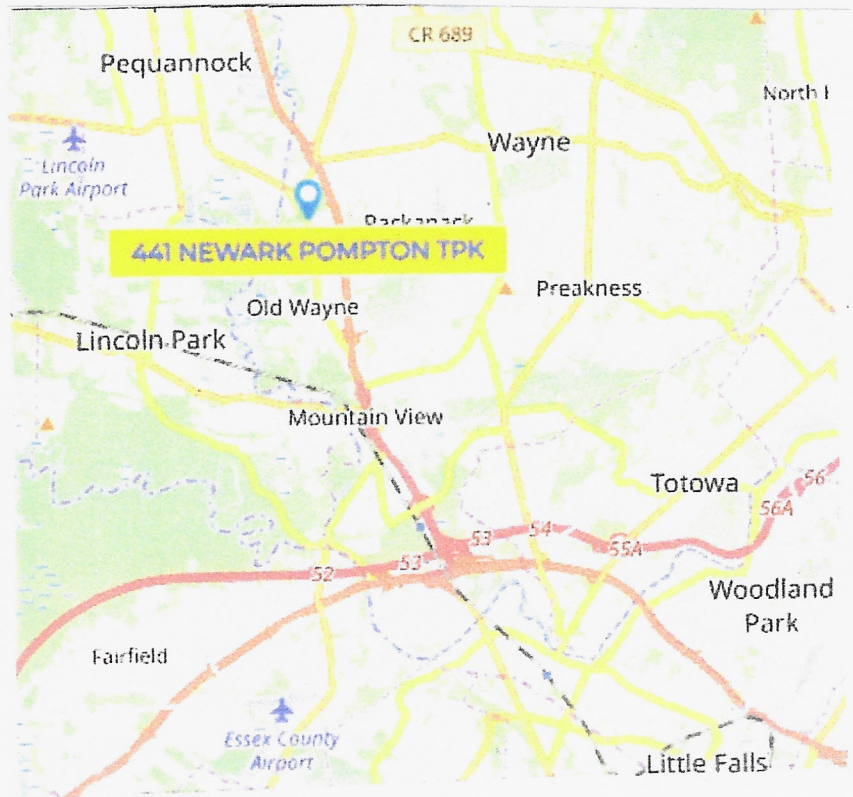 CR 689
Pequannock
North
Wayne
Lincoln
Park Airport
Packanack
441 NEWARK POMPTON TPK
Preakness
Old Wayne
Lincoln Park
Mountain View
Totowa
56
56A
53
54
55A
53
52
Woodland
Park
Fairfield
Essex County
Airport
Little Falls